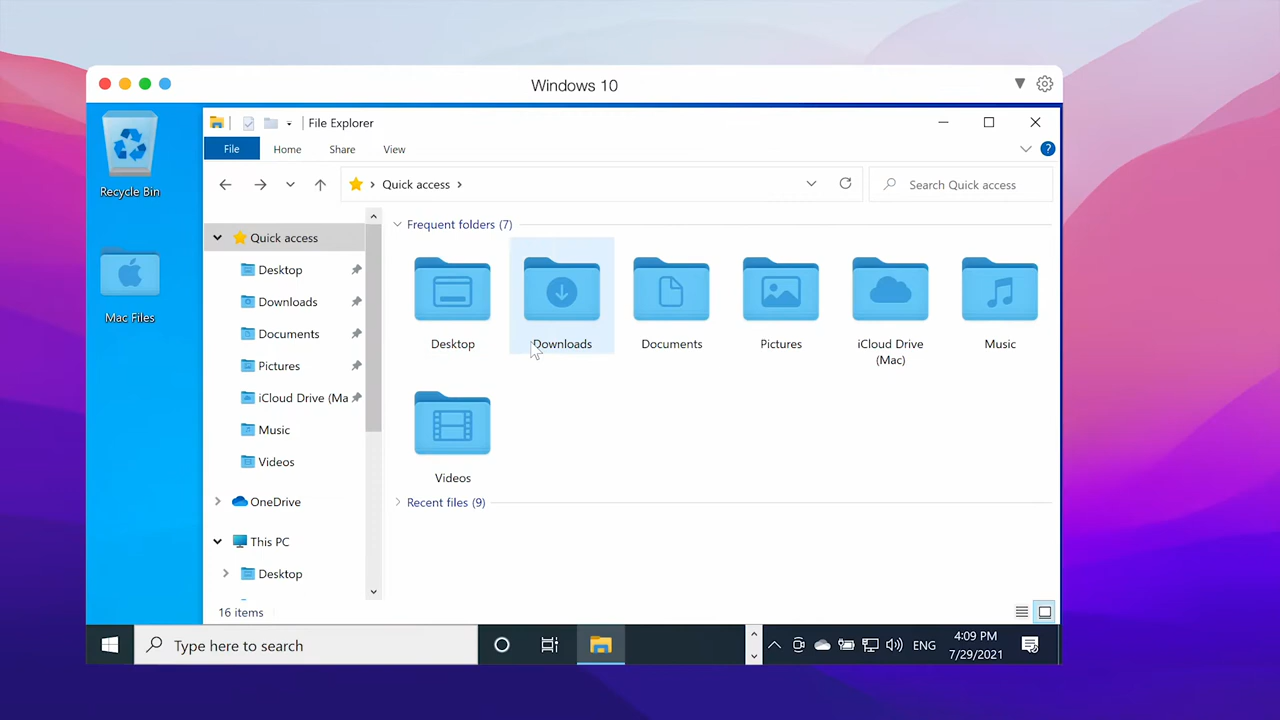 Windows 10
Recycle Bin
Mac Files
File Explorer
File Home Share View
?
Quick access
Search Quick access
Quick access
Desktop
Downloads
Documents
Pictures
iCloud Drive (Ma
Music
Videos
OneDrive
This PC
Desktop
Frequent folders (7)
Desktop
Downloads
Documents
Pictures
iCloud Drive
(Mac)
Music
Videos
Recent files (9)
16 items
Type here to search
ENG
4:09 PM
7/29/2021